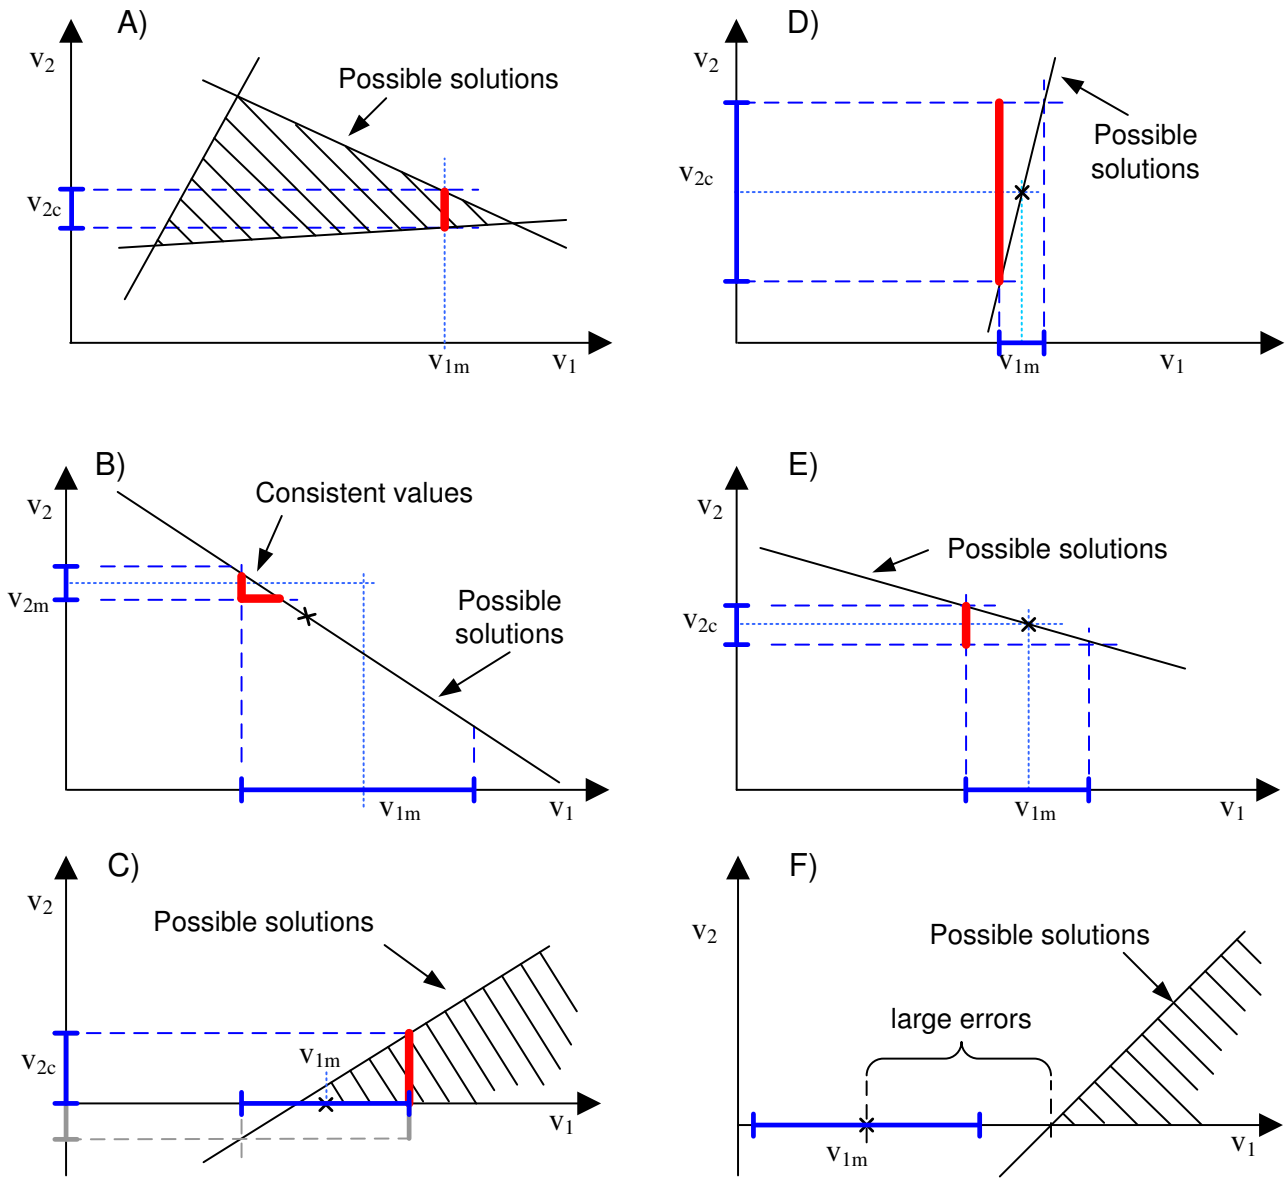 A)
v2
Possible solutions
v2c
v1m
v1
D)
v2
Possible
solutions
v2c
v1m
v1
B)
v2
Consistent values
v2m
Possible
solutions
v1m
v1
E)
v2
Possible solutions
v2c
v1m
v1
C)
v2
Possible solutions
v1m
v2c
v1
F)
v2
Possible solutions
large errors
v1m
v1